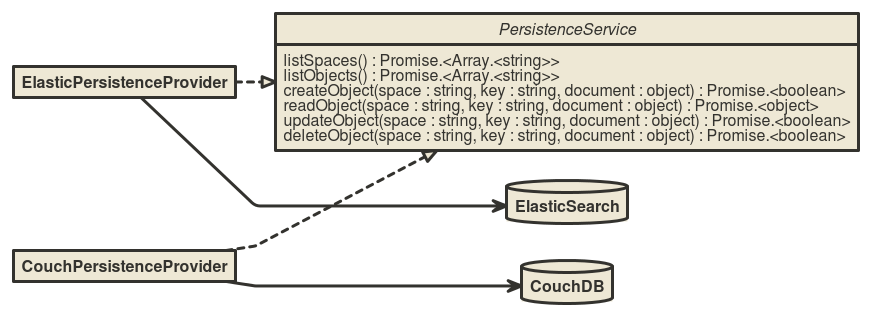 PersistenceService
ElasticPersistenceProvider
listSpaces() : Promise.<Array.<string>>
listObjects() : Promise.<Array.<string>>
createObject(space : string, key : string, document : object) : Promise.<boolean>
readObject(space : string, key : string, document : object) : Promise.<object>
updateObject(space : string, key : string, document : object) : Promise.<boolean>
deleteObject(space : string, key : string, document : object) : Promise.<boolean>
ElasticSearch
CouchPersistenceProvider
CouchDB